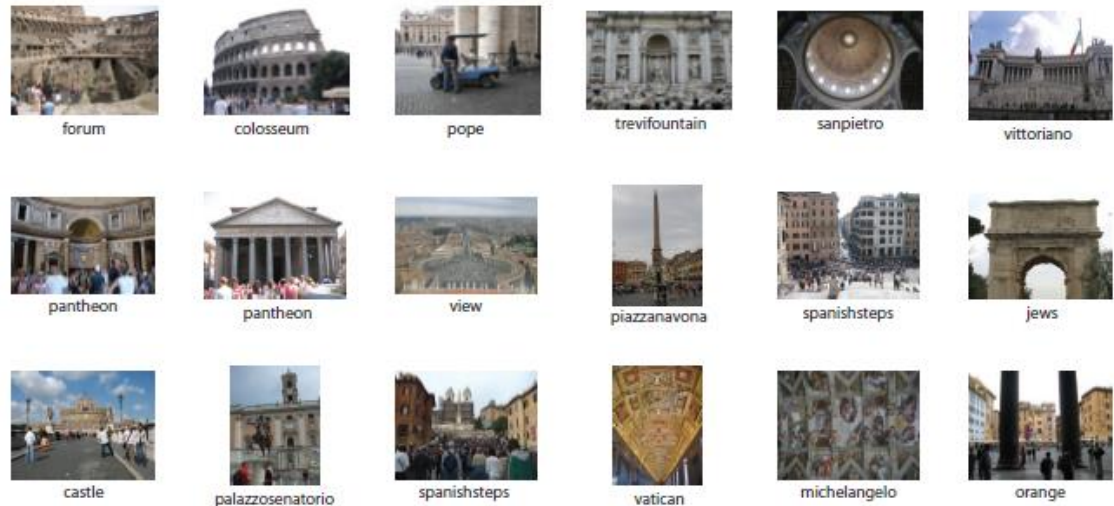 forum
colosseum
pope
trevifountain
sanpietro
vittoriano
pantheon
pantheon
view
piazzanavona
spanishsteps
jews
castle
palazzosenatorio
spanishsteps
vatican
michelangelo
orange